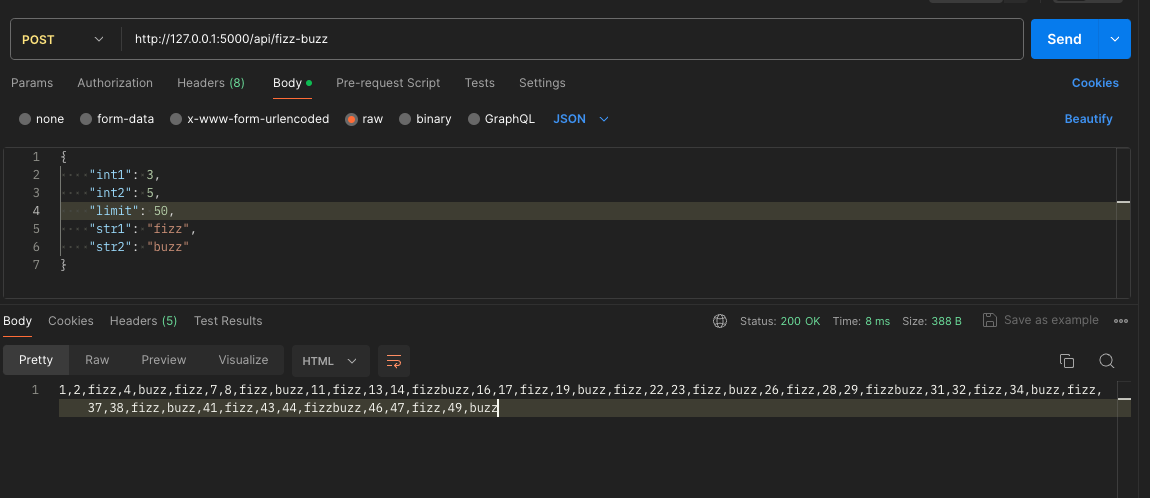 POST http://127.0.0.1:5000/api/fizz-buzz Send
Params Authorization Headers (8) Body Pre-request Script Tests Settings Cookies
none form-data x-www-form-urlencoded raw binary GraphQL JSON Beautify
1 {
2 "int1": 3,
3 "int2": 5,
4 "limit": 50,
5 "str1": "fizz",
6 "str2": "buzz"
7 }
Body Cookies Headers (5) Test Results Status: 200 OK Time: 8 ms Size: 388 B Save as example
Pretty Raw Preview Visualize HTML
1 1,2,fizz,4,buzz,fizz,7,8,fizz,buzz,11,fizz,13,14,fizzbuzz,16,17,fizz,19,buzz,fizz,22,23,fizz,buzz,26,fizz,28,29,fizzbuzz,31,32,fizz,34,buzz,fizz,
37,38,fizz,buzz,41,fizz,43,44,fizzbuzz,46,47,fizz,49,buzz